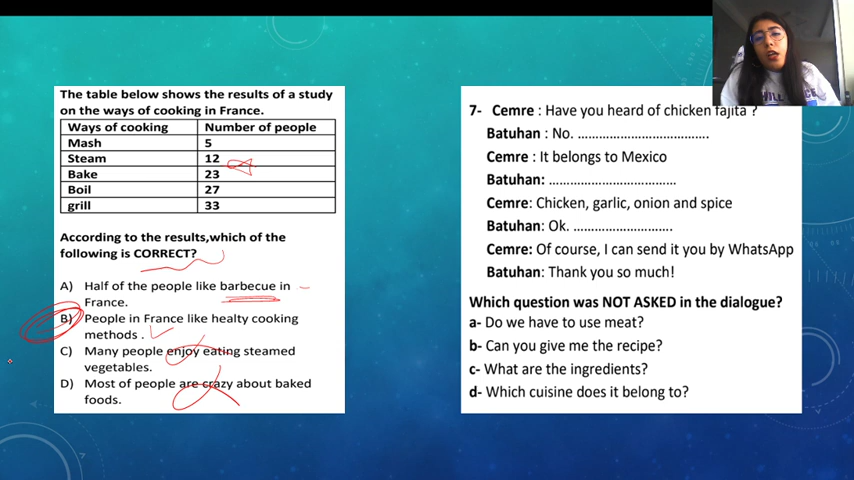 The table below shows the results of a study
on the ways of cooking in France.
Ways of cooking Number of people
Mash 5
Steam 12
Bake 23
Boil 27
grill 33
According to the results,which of the
following is CORRECT?
A) Half of the people like barbecue in
France.
B) People in France like healty cooking
methods .
C) Many people enjoy eating steamed
vegetables.
D) Most of people are crazy about baked
foods.
7- Cemre : Have you heard of chicken fajita ?
Batuhan : No. ……………………………….
Cemre : It belongs to Mexico
Batuhan: ………………………………
Cemre: Chicken, garlic, onion and spice
Batuhan: Ok. ……………………….
Cemre: Of course, I can send it you by WhatsApp
Batuhan: Thank you so much!
Which question was NOT ASKED in the dialogue?
a- Do we have to use meat?
b- Can you give me the recipe?
c- What are the ingredients?
d- Which cuisine does it belong to?